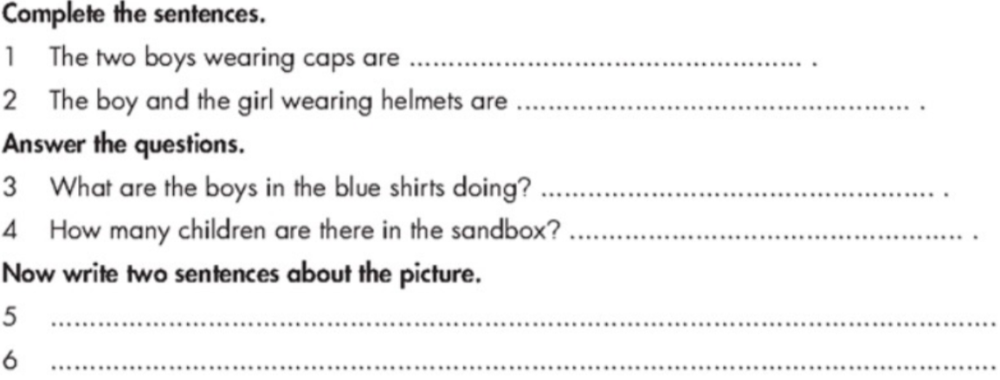 Complete the sentences.
1 The two boys wearing caps are ................................................ .
2 The boy and the girl wearing helmets are ................................................ .
Answer the questions.
3 What are the boys in the blue shirts doing? ................................................ .
4 How many children are there in the sandbox? ................................................ .
Now write two sentences about the picture.
5 ................................................................................................................
6 ................................................................................................................